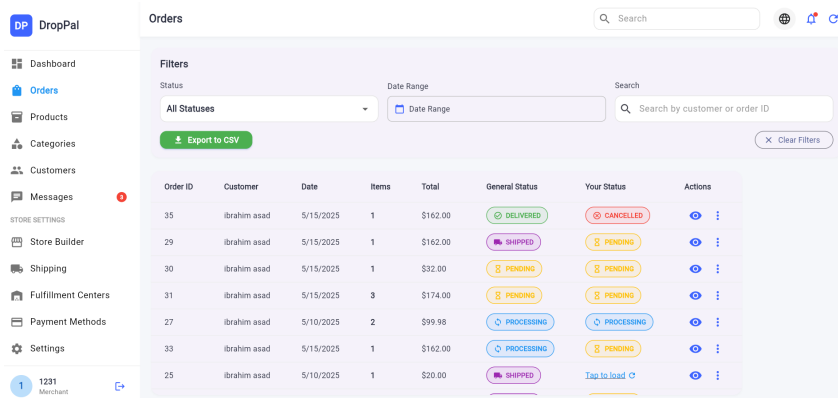 DP DropPal
Orders
Search
Dashboard
Orders
Products
Categories
Customers
Messages 3
STORE SETTINGS
Store Builder
Shipping
Fulfillment Centers
Payment Methods
Settings
1 1231
Merchant
Filters
Status Date Range Search
All Statuses Date Range Search by customer or order ID
Export to CSV Clear Filters
Order ID Customer Date Items Total General Status Your Status Actions
35 ibrahim asad 5/15/2025 1 $162.00 DELIVERED CANCELLED
29 ibrahim asad 5/15/2025 1 $162.00 SHIPPED PENDING
30 ibrahim asad 5/15/2025 1 $32.00 PENDING PENDING
31 ibrahim asad 5/15/2025 3 $174.00 PENDING PENDING
27 ibrahim asad 5/10/2025 2 $99.98 PROCESSING PROCESSING
33 ibrahim asad 5/15/2025 1 $162.00 PROCESSING PENDING
25 ibrahim asad 5/10/2025 1 $20.00 SHIPPED Tap to load